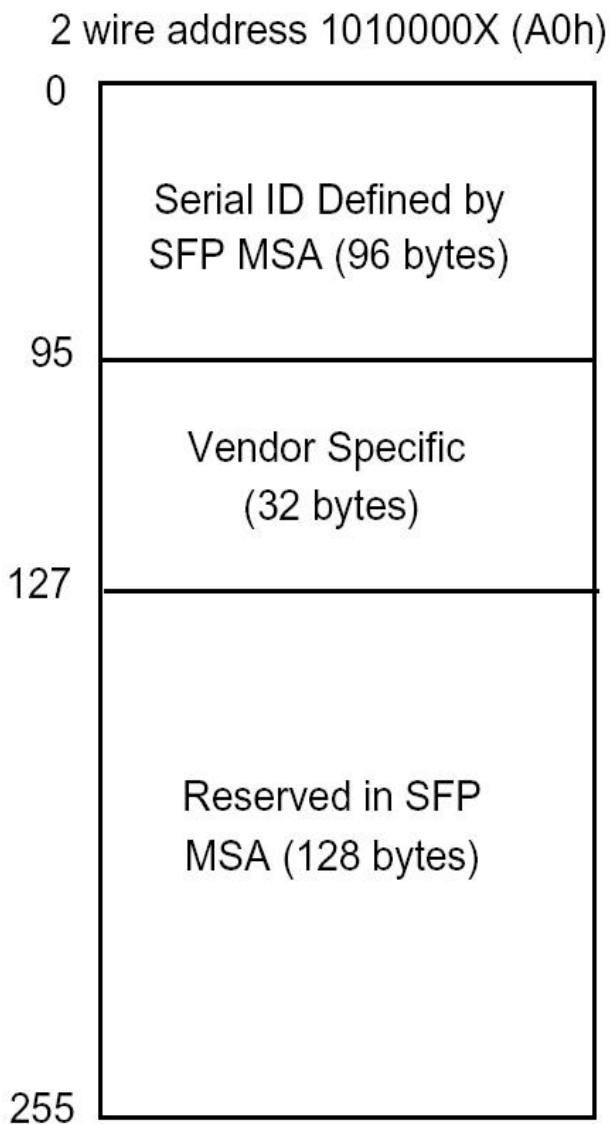 2 wire address 1010000X (A0h)
0
Serial ID Defined by
SFP MSA (96 bytes)
95
Vendor Specific
(32 bytes)
127
Reserved in SFP
MSA (128 bytes)
255